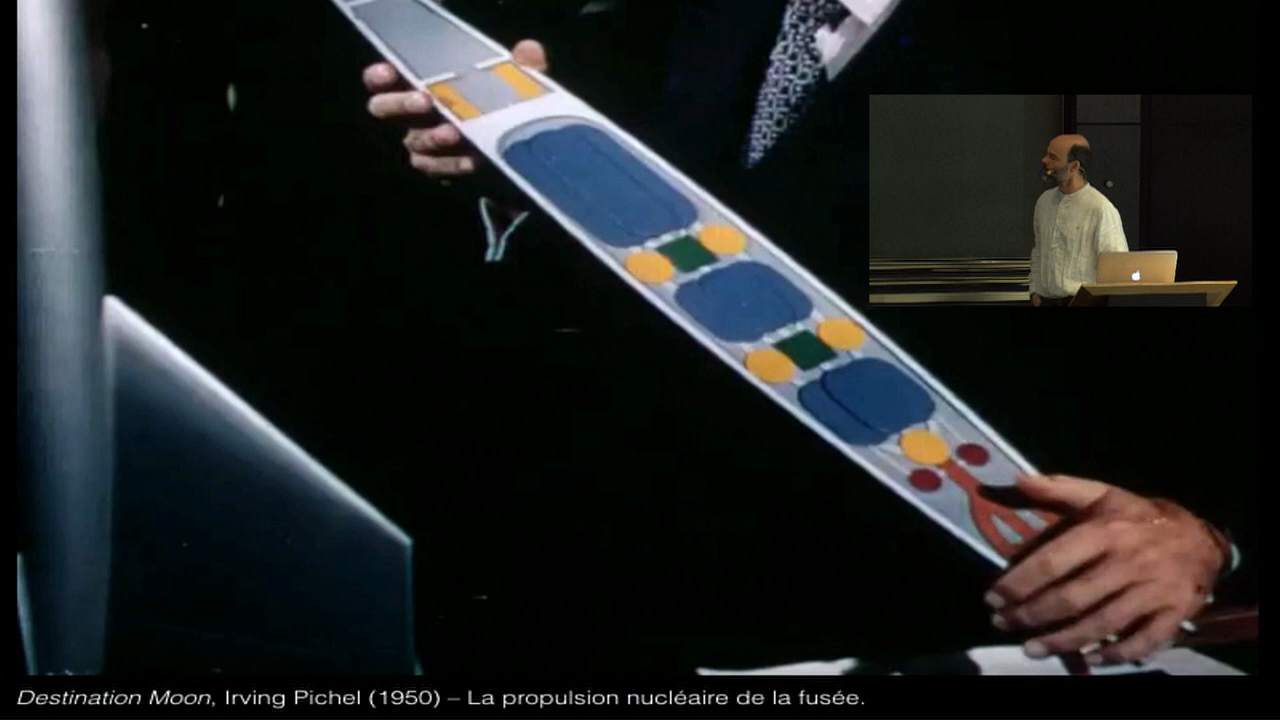 Destination Moon, Irving Pichel (1950) – La propulsion nucléaire de la fusée.